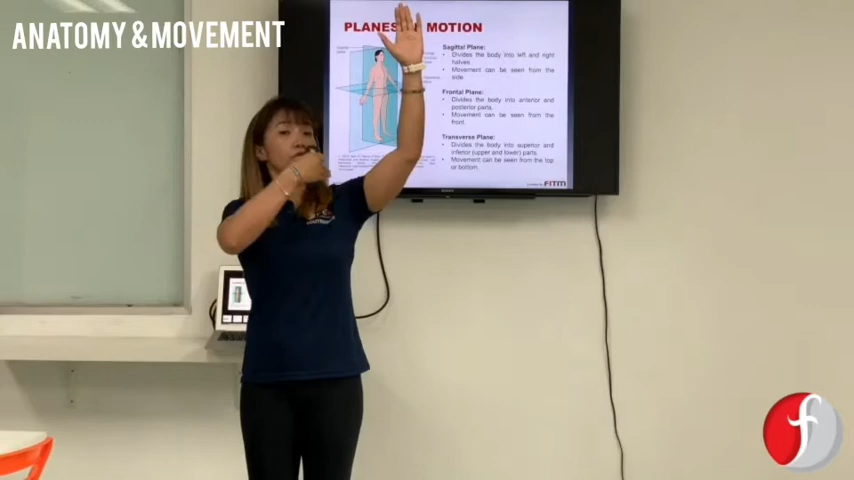 ANATOMY & MOVEMENT
PLANES MOTION
Sagittal Plane:
• Divides the body into left and right
halves.
• Movement can be seen from the
side.
Frontal Plane:
• Divides the body into anterior and
posterior parts.
• Movement can be seen from the
front.
Transverse Plane:
• Divides the body into superior and
inferior (upper and lower) parts.
• Movement can be seen from the top
or bottom.
FITM
f